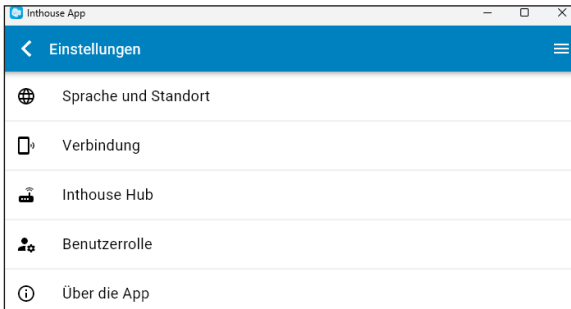 Inthouse App
Einstellungen
Sprache und Standort
Verbindung
Inthouse Hub
Benutzerrolle
Über die App